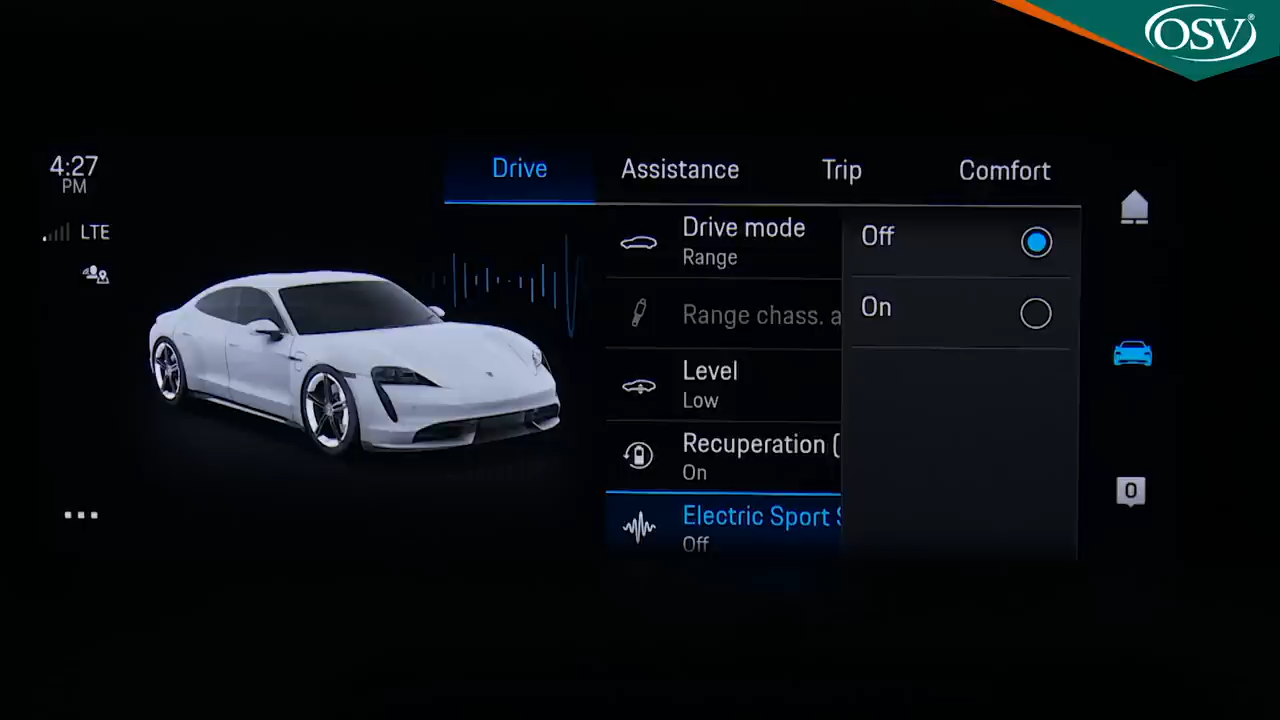 OSV®
4:27
PM
LTE
Drive
Assistance
Trip
Comfort
Drive mode
Range
Range chass. a
Level
Low
Recuperation (
On
Electric Sport S
Off
Off
On
0